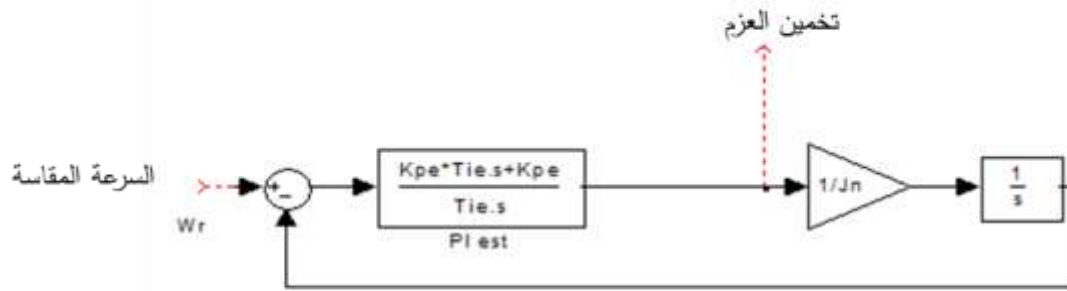 تخمين العزم
السرعة المقاسة
Wr
+
−
Kpe*Tie.s+Kpe
Tie.s
PI est
1/Jn
1
s